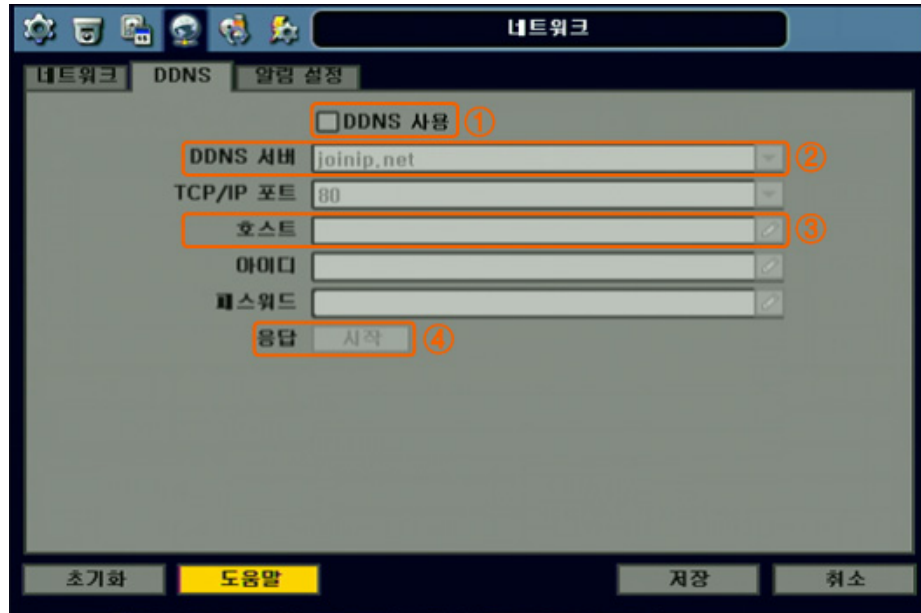 네트워크
네트워크 DDNS 알림 설정
DDNS 사용 ①
DDNS 서버 joinip.net ②
TCP/IP 포트 80
호스트 ③
아이디
패스워드
응답 시작 ④
초기화 도움말 저장 취소